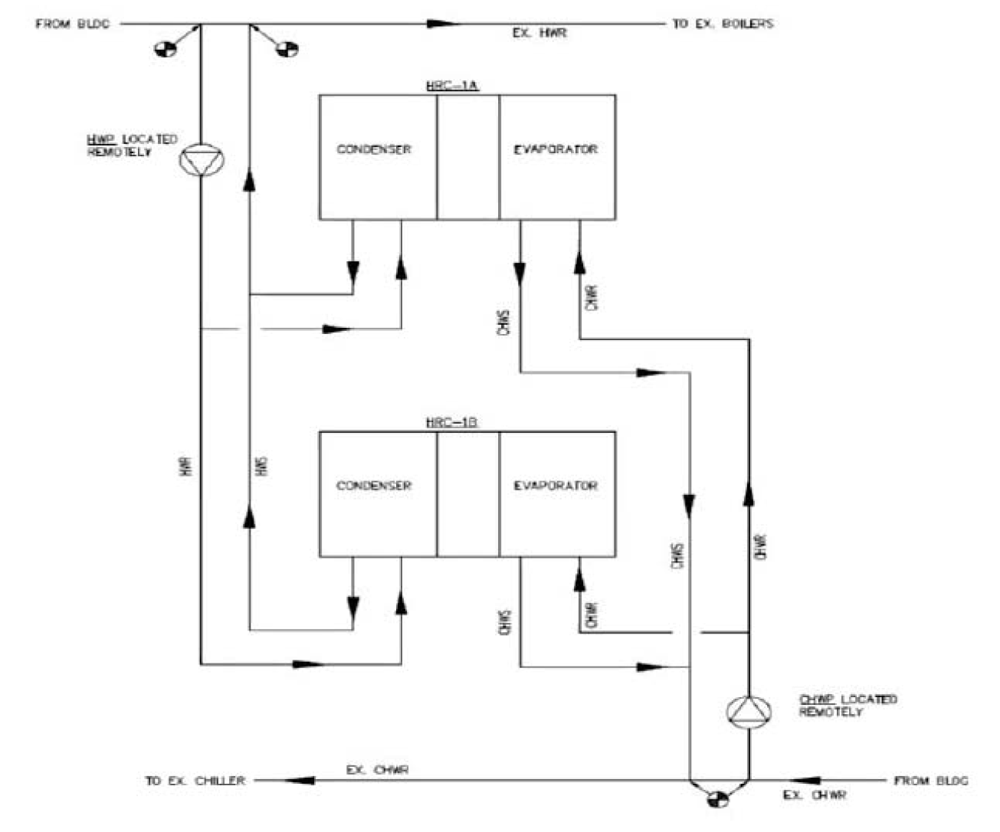 FROM BLDG
TO EX. BOILERS
EX. HWR
HRC-1A
CONDENSER
EVAPORATOR
HWP LOCATED
REMOTELY
CHWR
CHWS
HRC-1B
CONDENSER
EVAPORATOR
HWR
HWS
CHWS
CHWR
CHWS
CHWR
CHWP LOCATED
REMOTELY
EX. CHWR
TO EX. CHILLER
FROM BLDG
EX. CHWR